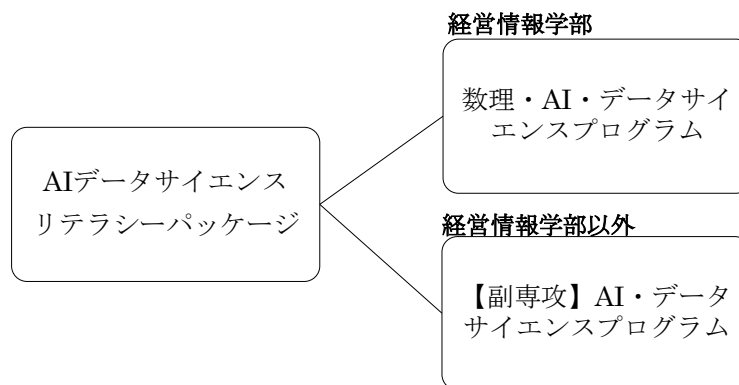 経営情報学部
数理・AI・データサイ
エンスプログラム
AIデータサイエンス
リテラシーパッケージ
経営情報学部以外
【副専攻】AI・データ
サイエンスプログラム